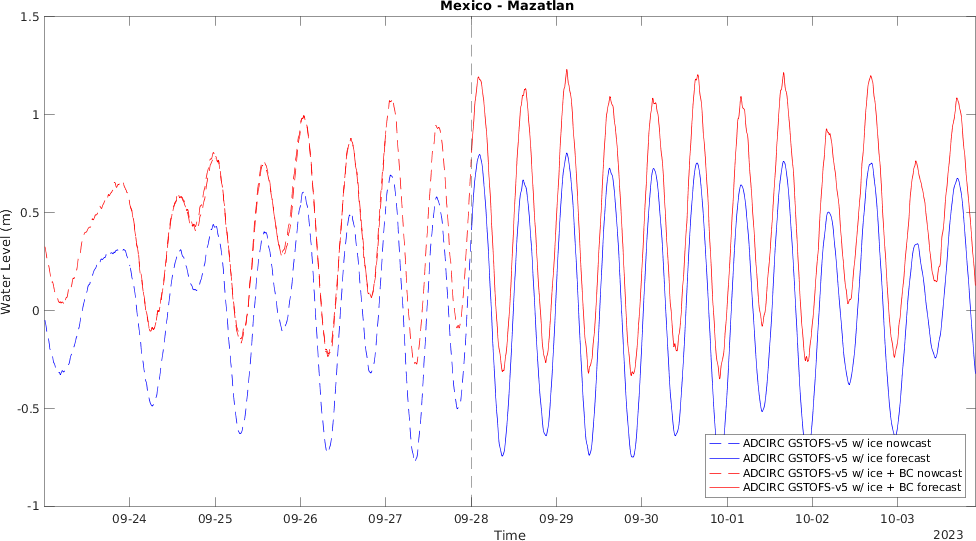 Mexico - Mazatlan
1.5
1
0.5
0
-0.5
-1
Water Level (m)
ADCIRC GSTOFS-v5 w/ ice nowcast
ADCIRC GSTOFS-v5 w/ ice forecast
ADCIRC GSTOFS-v5 w/ ice + BC nowcast
ADCIRC GSTOFS-v5 w/ ice + BC forecast
09-24 09-25 09-26 09-27 09-28 09-29 09-30 10-01 10-02 10-03
Time
2023